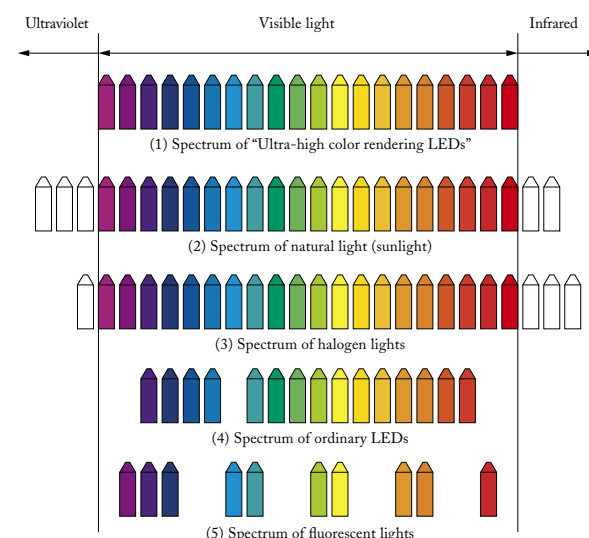 Ultraviolet Visible light Infrared
(1) Spectrum of “Ultra-high color rendering LEDs”
(2) Spectrum of natural light (sunlight)
(3) Spectrum of halogen lights
(4) Spectrum of ordinary LEDs
(5) Spectrum of fluorescent lights